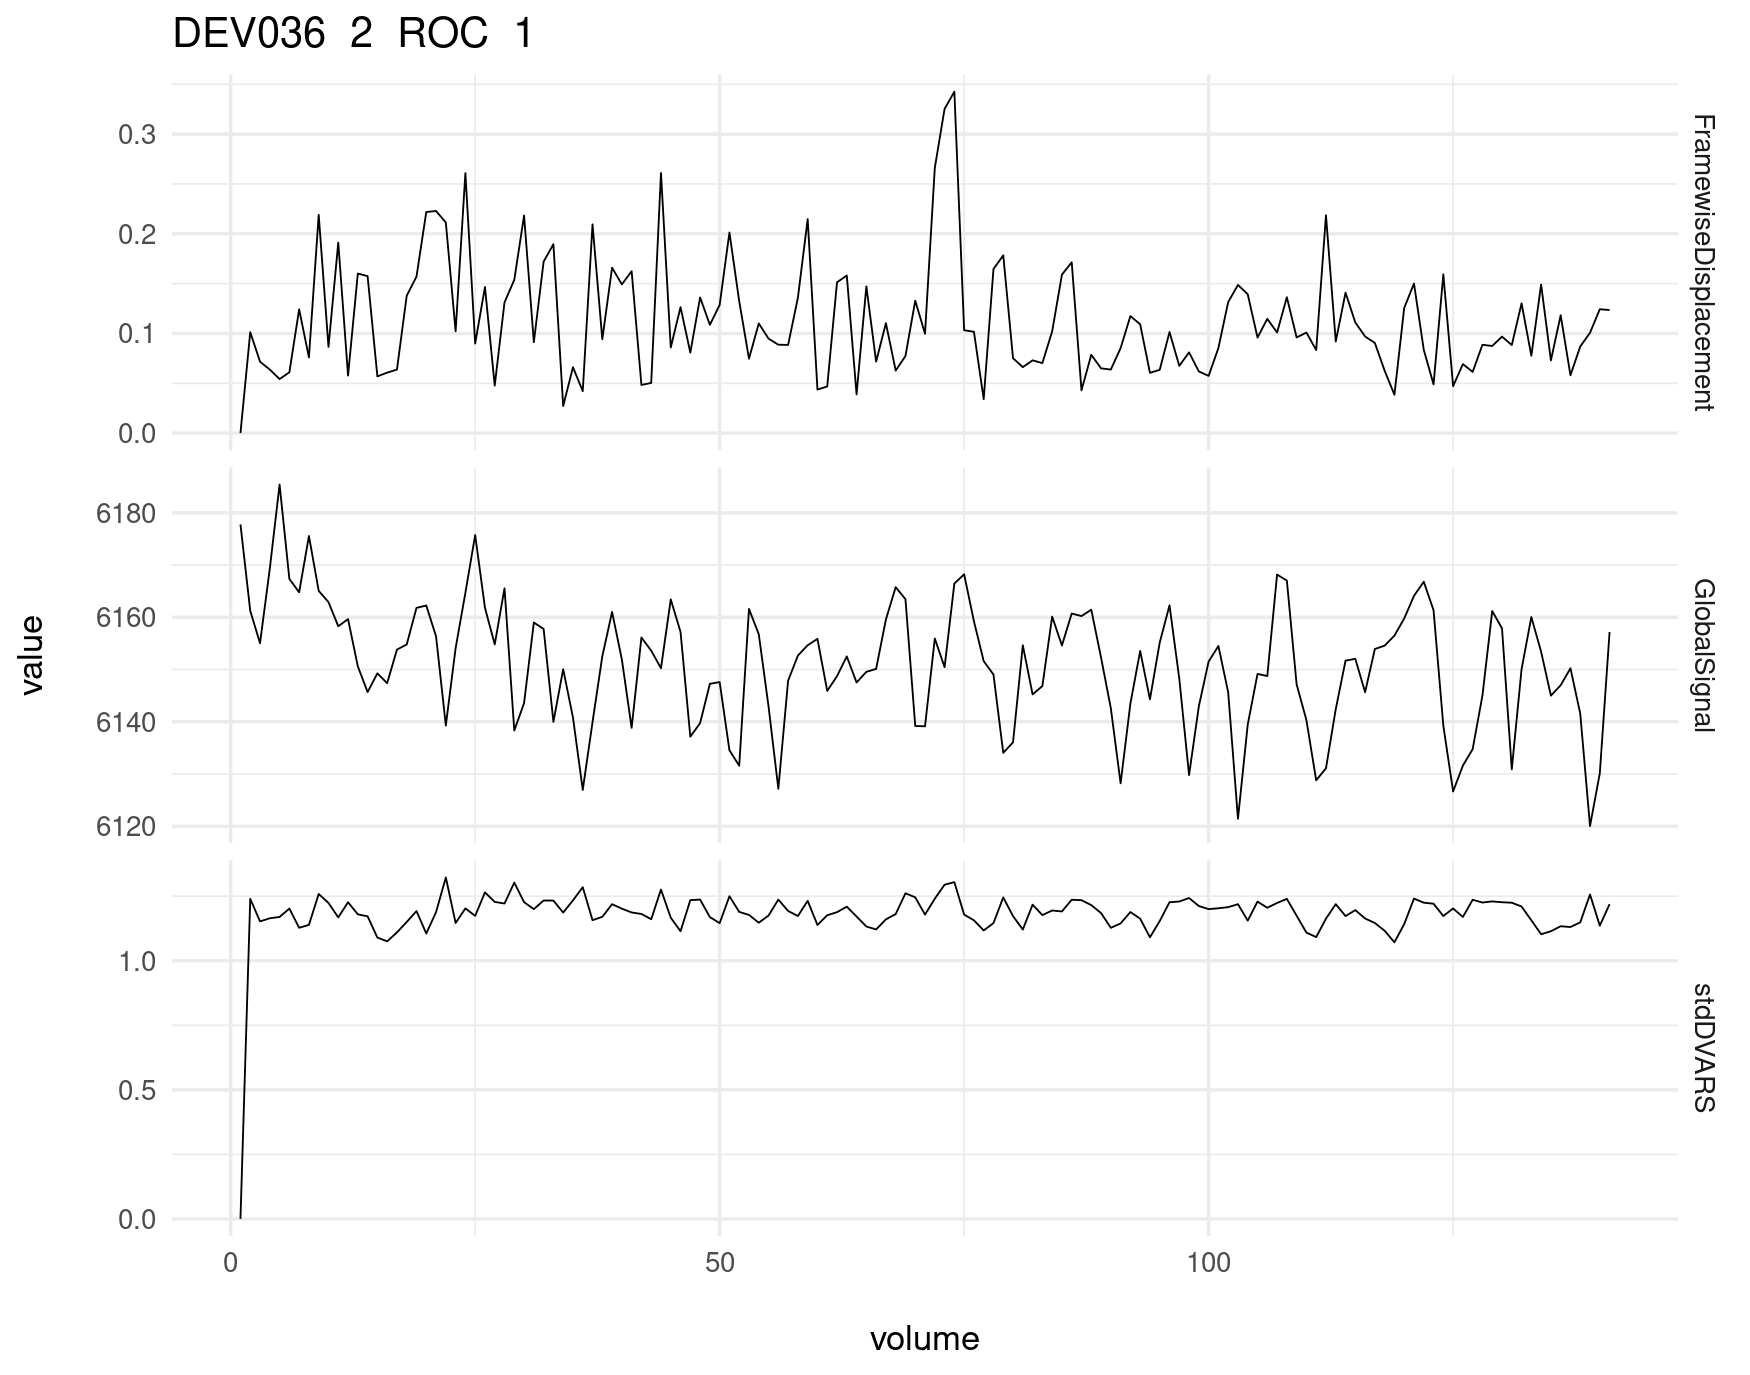 DEV036 2 ROC 1
0.3
0.2
0.1
0.0
FramewiseDisplacement
6180
6160
6140
6120
GlobalSignal
value
1.0
0.5
0.0
stdDVARS
0 50 100
volume